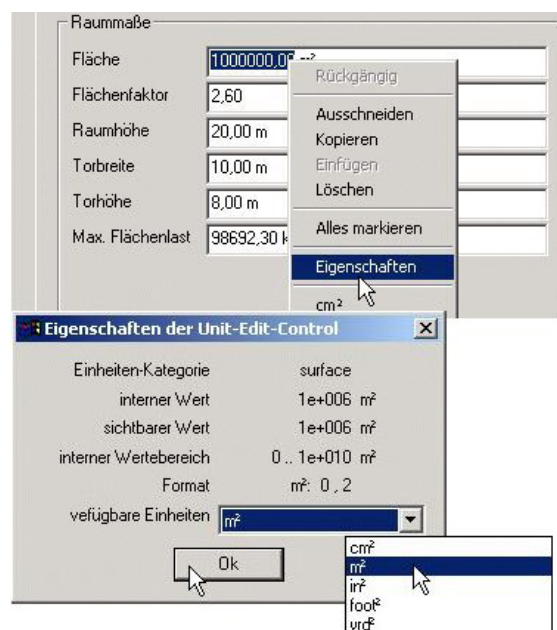 Raummaße
Fläche 1000000,00 m²
Rückgängig
Flächenfaktor 2,60
Ausschneiden
Raumhöhe 20,00 m
Kopieren
Torbreite 10,00 m
Einfügen
Löschen
Torhöhe 8,00 m
Max. Flächenlast 98692,30 k
Alles markieren
Eigenschaften
cm²
Eigenschaften der Unit-Edit-Control
Einheiten-Kategorie surface
interner Wert 1e+006 m²
sichtbarer Wert 1e+006 m²
interner Wertebereich 0 .. 1e+010 m²
Format m²: 0 , 2
vefügbare Einheiten m²
Ok
cm²
m²
in²
foot²
yrd²